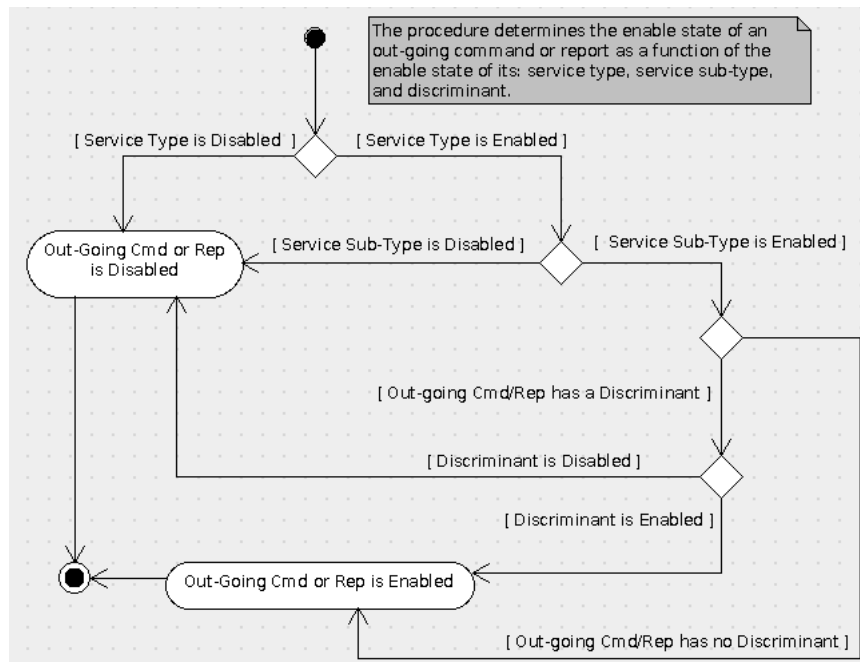 The procedure determines the enable state of an
out-going command or report as a function of the
enable state of its: service type, service sub-type,
and discriminant.
[ Service Type is Disabled ]
[ Service Type is Enabled ]
Out-Going Cmd or Rep
is Disabled
[ Service Sub-Type is Disabled ]
[ Service Sub-Type is Enabled ]
[ Out-going Cmd/Rep has a Discriminant ]
[ Discriminant is Disabled ]
[ Discriminant is Enabled ]
Out-Going Cmd or Rep is Enabled
[ Out-going Cmd/Rep has no Discriminant ]